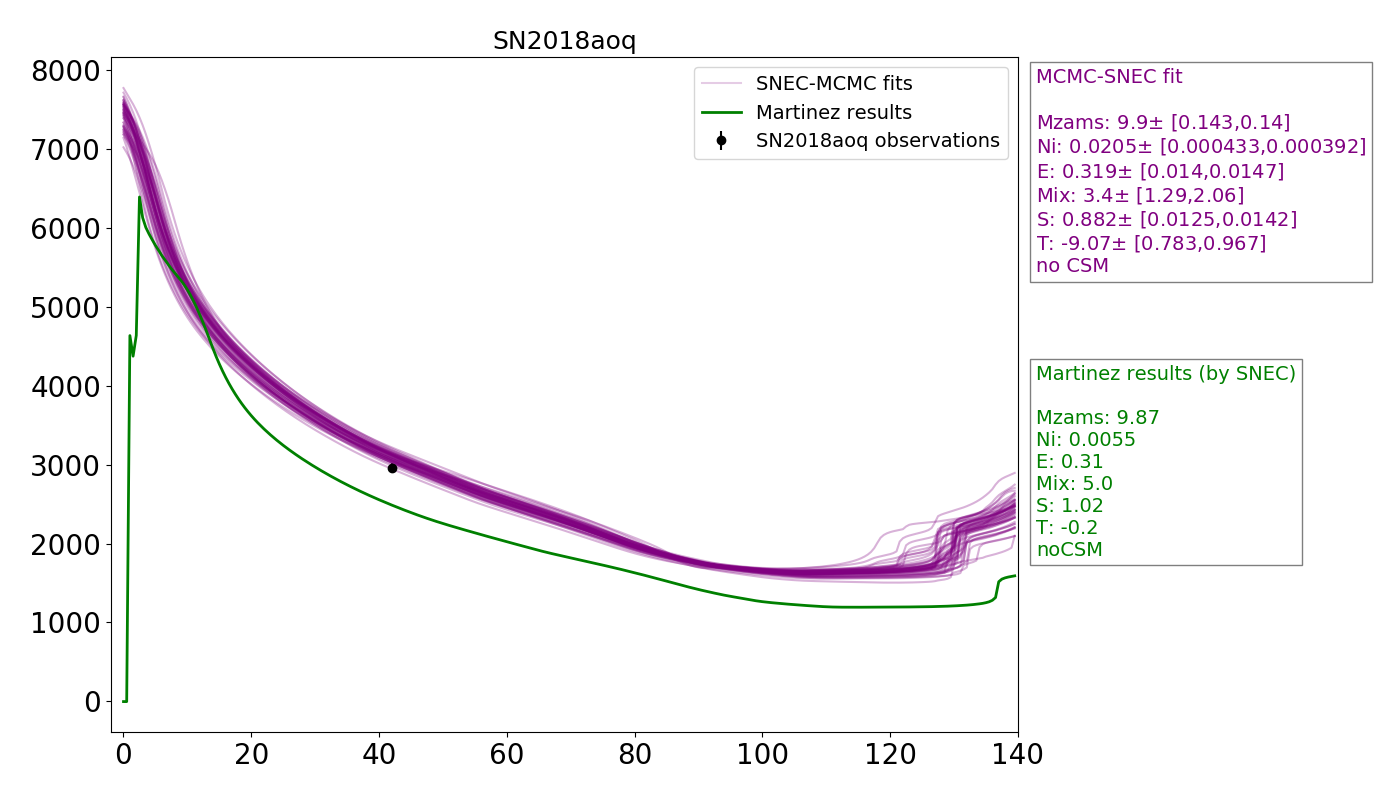 SN2018aoq
8000
7000
6000
5000
4000
3000
2000
1000
0
0 20 40 60 80 100 120 140
SNEC-MCMC fits
Martinez results
SN2018aoq observations
MCMC-SNEC fit
Mzams: 9.9± [0.143,0.14]
Ni: 0.0205± [0.000433,0.000392]
E: 0.319± [0.014,0.0147]
Mix: 3.4± [1.29,2.06]
S: 0.882± [0.0125,0.0142]
T: -9.07± [0.783,0.967]
no CSM
Martinez results (by SNEC)
Mzams: 9.87
Ni: 0.0055
E: 0.31
Mix: 5.0
S: 1.02
T: -0.2
noCSM